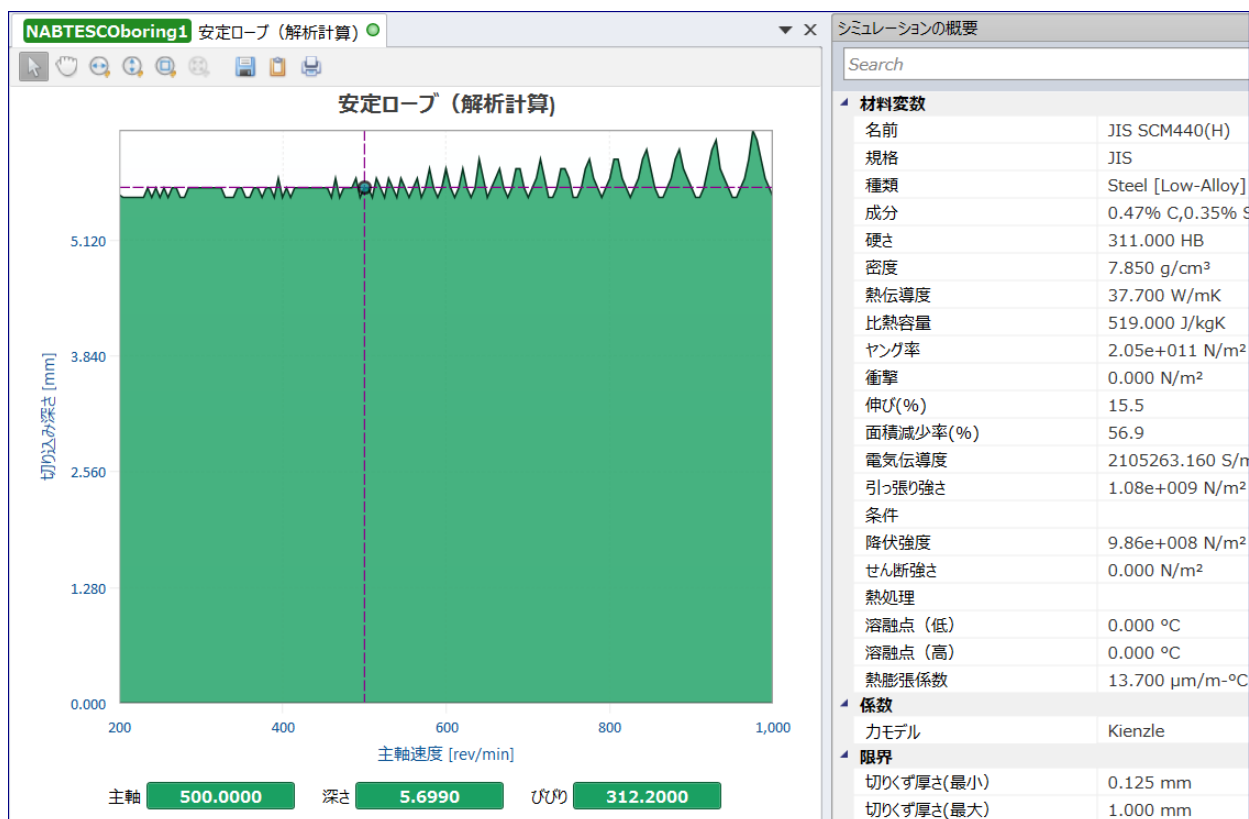 NABTESCOboring1 安定ローブ（解析計算）
シミュレーションの概要
Search
安定ローブ（解析計算)
5.120
3.840
2.560
1.280
0.000
切り込み深さ [mm]
200 400 600 800 1,000
主軸速度 [rev/min]
主軸 500.0000 深さ 5.6990 びびり 312.2000
材料変数
名前 JIS SCM440(H)
規格 JIS
種類 Steel [Low-Alloy]
成分 0.47% C,0.35% S
硬さ 311.000 HB
密度 7.850 g/cm³
熱伝導度 37.700 W/mK
比熱容量 519.000 J/kgK
ヤング率 2.05e+011 N/m²
衝撃 0.000 N/m²
伸び(%) 15.5
面積減少率(%) 56.9
電気伝導度 2105263.160 S/m
引っ張り強さ 1.08e+009 N/m²
条件
降伏強度 9.86e+008 N/m²
せん断強さ 0.000 N/m²
熱処理
溶融点（低） 0.000 °C
溶融点（高） 0.000 °C
熱膨張係数 13.700 µm/m-°C
係数
力モデル Kienzle
限界
切りくず厚さ(最小) 0.125 mm
切りくず厚さ(最大) 1.000 mm